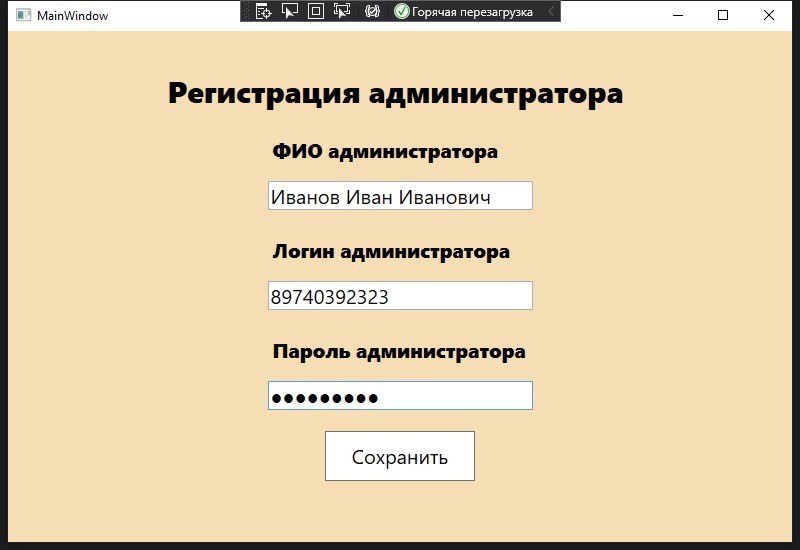 MainWindow
Горячая перезагрузка
Регистрация администратора
ФИО администратора
Иванов Иван Иванович
Логин администратора
89740392323
Пароль администратора
●●●●●●●●●
Сохранить